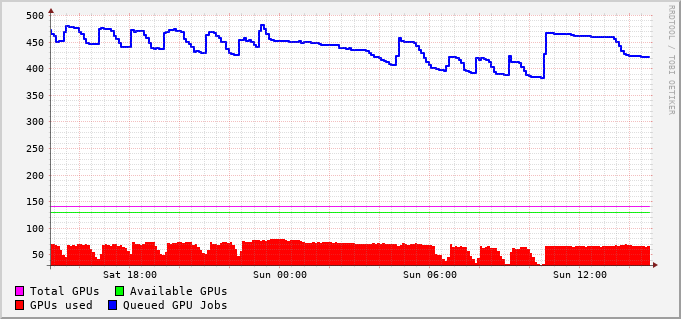 500
450
400
350
300
250
200
150
100
50
Sat 18:00 Sun 00:00 Sun 06:00 Sun 12:00
Total GPUs Available GPUs
GPUs used Queued GPU Jobs
RRDTOOL / TOBI OETIKER